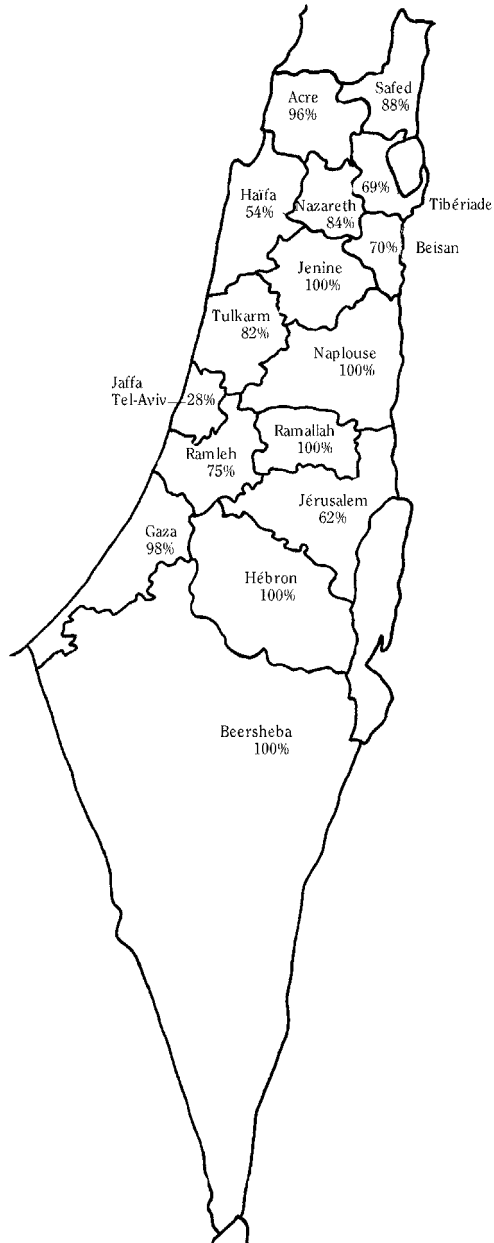 Safed
88%
Acre
96%
69%
Tibériade
Haïfa
54%
Nazareth
84%
70%
Beisan
Jenine
100%
Tulkarm
82%
Naplouse
100%
Jaffa
Tel-Aviv
28%
Ramleh
75%
Ramallah
100%
Jérusalem
62%
Gaza
98%
Hébron
100%
Beersheba
100%